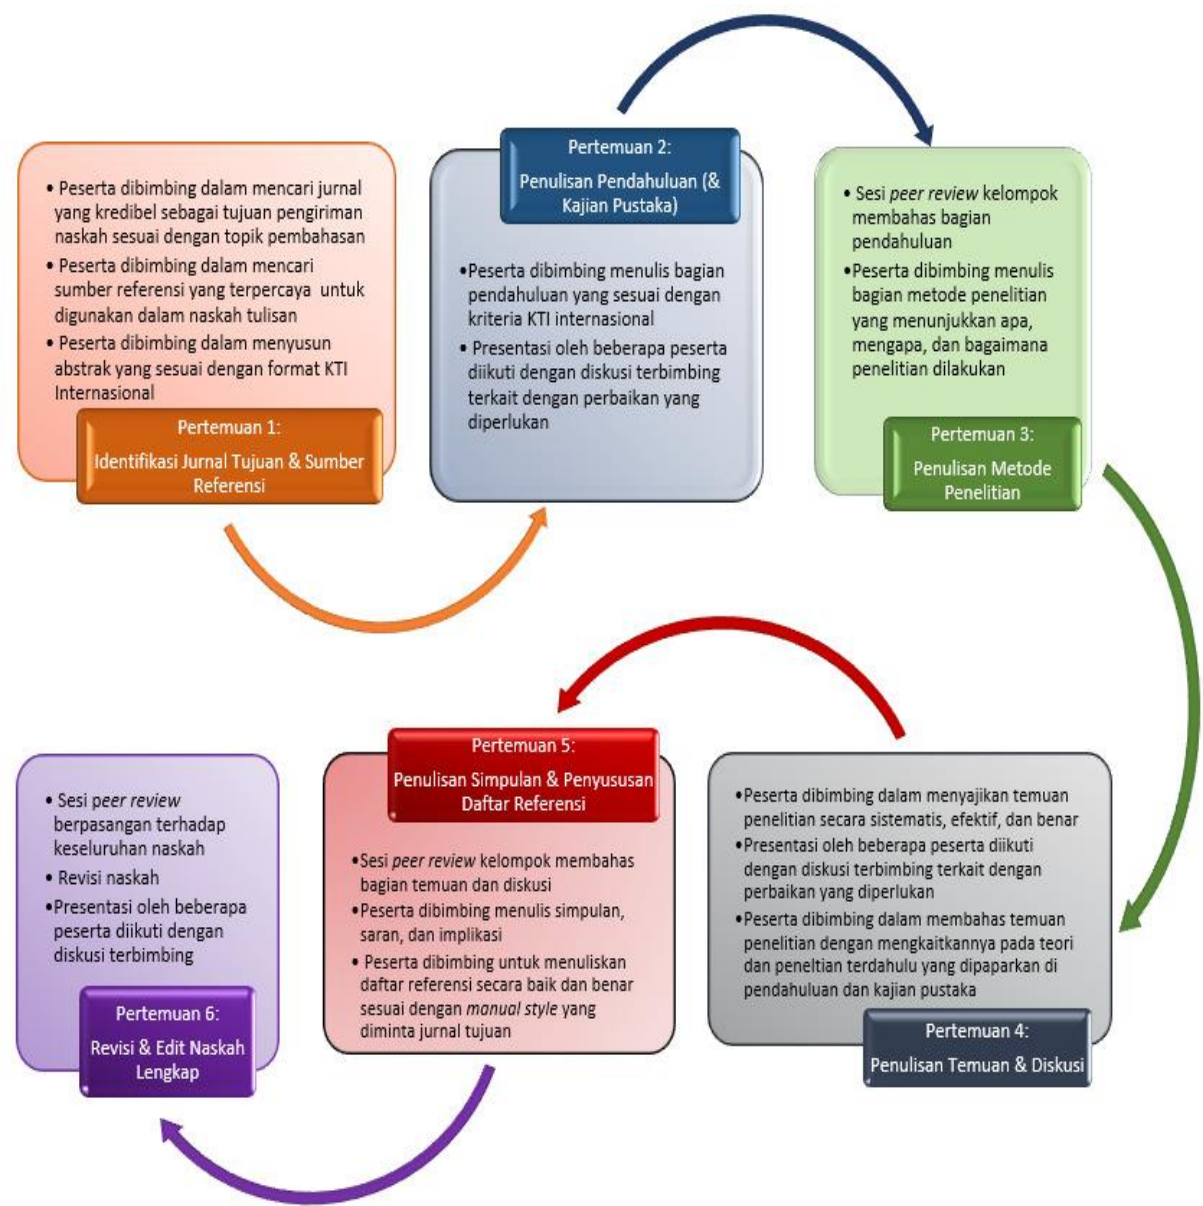 • Peserta dibimbing dalam mencari jurnal
yang kredibel sebagai tujuan pengiriman
naskah sesuai dengan topik pembahasan
• Peserta dibimbing dalam mencari
sumber referensi yang terpercaya untuk
digunakan dalam naskah tulisan
• Peserta dibimbing dalam menyusun
abstrak yang sesuai dengan format KTI
Internasional
Pertemuan 1:
Identifikasi Jurnal Tujuan & Sumber
Referensi
Pertemuan 2:
Penulisan Pendahuluan (&
Kajian Pustaka)
•Peserta dibimbing menulis bagian
pendahuluan yang sesuai dengan
kriteria KTI internasional
• Presentasi oleh beberapa peserta
diikuti dengan diskusi terbimbing
terkait dengan perbaikan yang
diperlukan
• Sesi peer review kelompok
membahas bagian
pendahuluan
•Peserta dibimbing menulis
bagian metode penelitian
yang menunjukkan apa,
mengapa, dan bagaimana
penelitian dilakukan
Pertemuan 3:
Penulisan Metode
Penelitian
•Peserta dibimbing dalam menyajikan temuan
penelitian secara sistematis, efektif, dan benar
•Presentasi oleh beberapa peserta diikuti
dengan diskusi terbimbing terkait dengan
perbaikan yang diperlukan
•Peserta dibimbing dalam membahas temuan
penelitian dengan mengkaitkannya pada teori
dan peneltian terdahulu yang dipaparkan di
pendahuluan dan kajian pustaka
Pertemuan 4:
Penulisan Temuan & Diskusi
Pertemuan 5:
Penulisan Simpulan & Penyususan
Daftar Referensi
•Sesi peer review kelompok membahas
bagian temuan dan diskusi
•Peserta dibimbing menulis simpulan,
saran, dan implikasi
• Peserta dibimbing untuk menuliskan
daftar referensi secara baik dan benar
sesuai dengan manual style yang
diminta jurnal tujuan
• Sesi peer review
berpasangan terhadap
keseluruhan naskah
• Revisi naskah
•Presentasi oleh beberapa
peserta diikuti dengan
diskusi terbimbing
Pertemuan 6:
Revisi & Edit Naskah
Lengkap